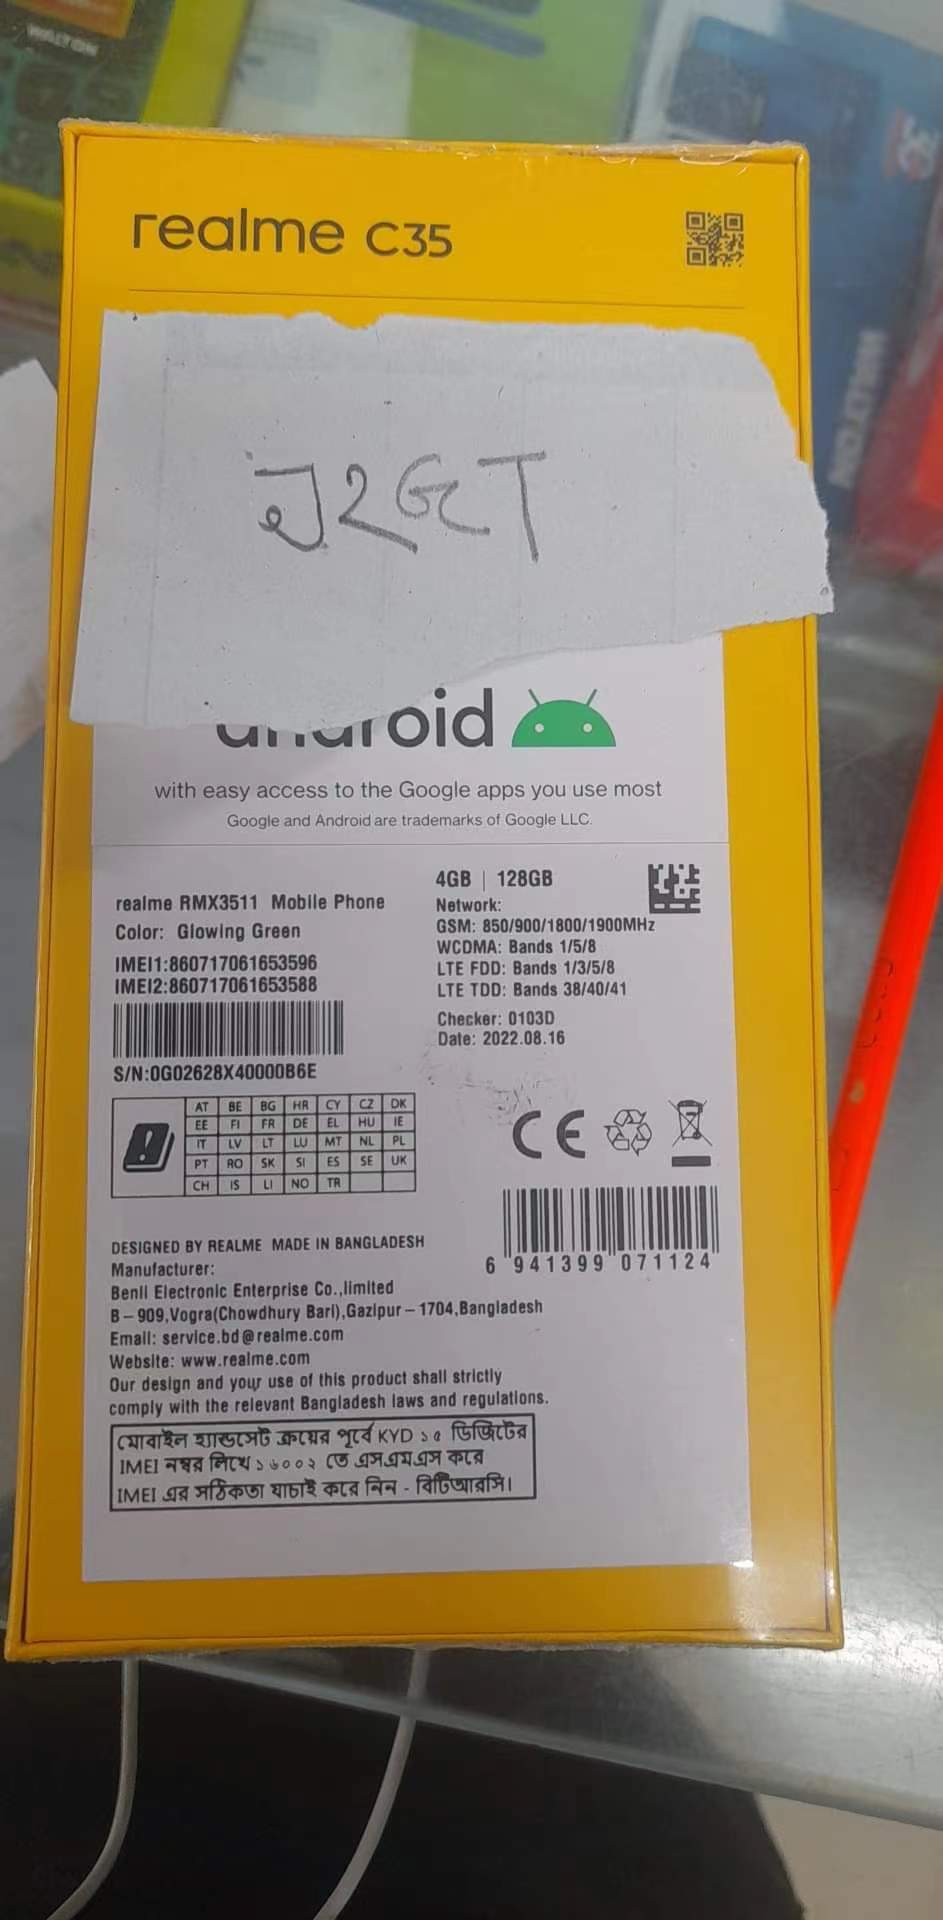 WALTON
realme C35
WALTON
android
with easy access to the Google apps you use most
Google and Android are trademarks of Google LLC.
realme RMX3511 Mobile Phone
Color: Glowing Green
IMEI1:860717061653596
IMEI2:860717061653588
S/N:0G02628X40000B6E
4GB | 128GB
Network:
GSM: 850/900/1800/1900MHz
WCDMA: Bands 1/5/8
LTE FDD: Bands 1/3/5/8
LTE TDD: Bands 38/40/41
Checker: 0103D
Date: 2022.08.16
AT BE BG HR CY CZ DK
EE FI FR DE EL HU IE
IT LV LT LU MT NL PL
PT RO SK SI ES SE UK
CH IS LI NO TR
CE
6 941399 071124
DESIGNED BY REALME MADE IN BANGLADESH
Manufacturer:
Benli Electronic Enterprise Co.,limited
B-909,Vogra(Chowdhury Bari),Gazipur-1704,Bangladesh
Email: service.bd@realme.com
Website: www.realme.com
Our design and your use of this product shall strictly
comply with the relevant Bangladesh laws and regulations.
মোবাইল হ্যান্ডসেট ক্রয়ের পূর্বে KYD ১৫ ডিজিটের
IMEI নম্বর লিখে ১৬০০২ তে এসএমএস করে
IMEI এর সঠিকতা যাচাই করে নিন - বিটিআরসি।